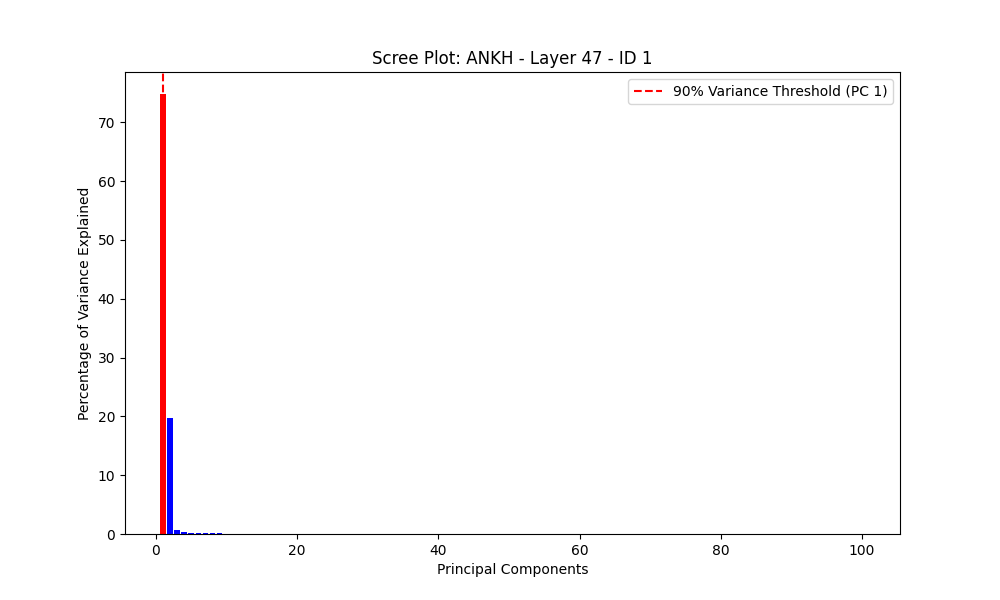 Scree Plot: ANKH - Layer 47 - ID 1
90% Variance Threshold (PC 1)
Percentage of Variance Explained
70
60
50
40
30
20
10
0
0 20 40 60 80 100
Principal Components